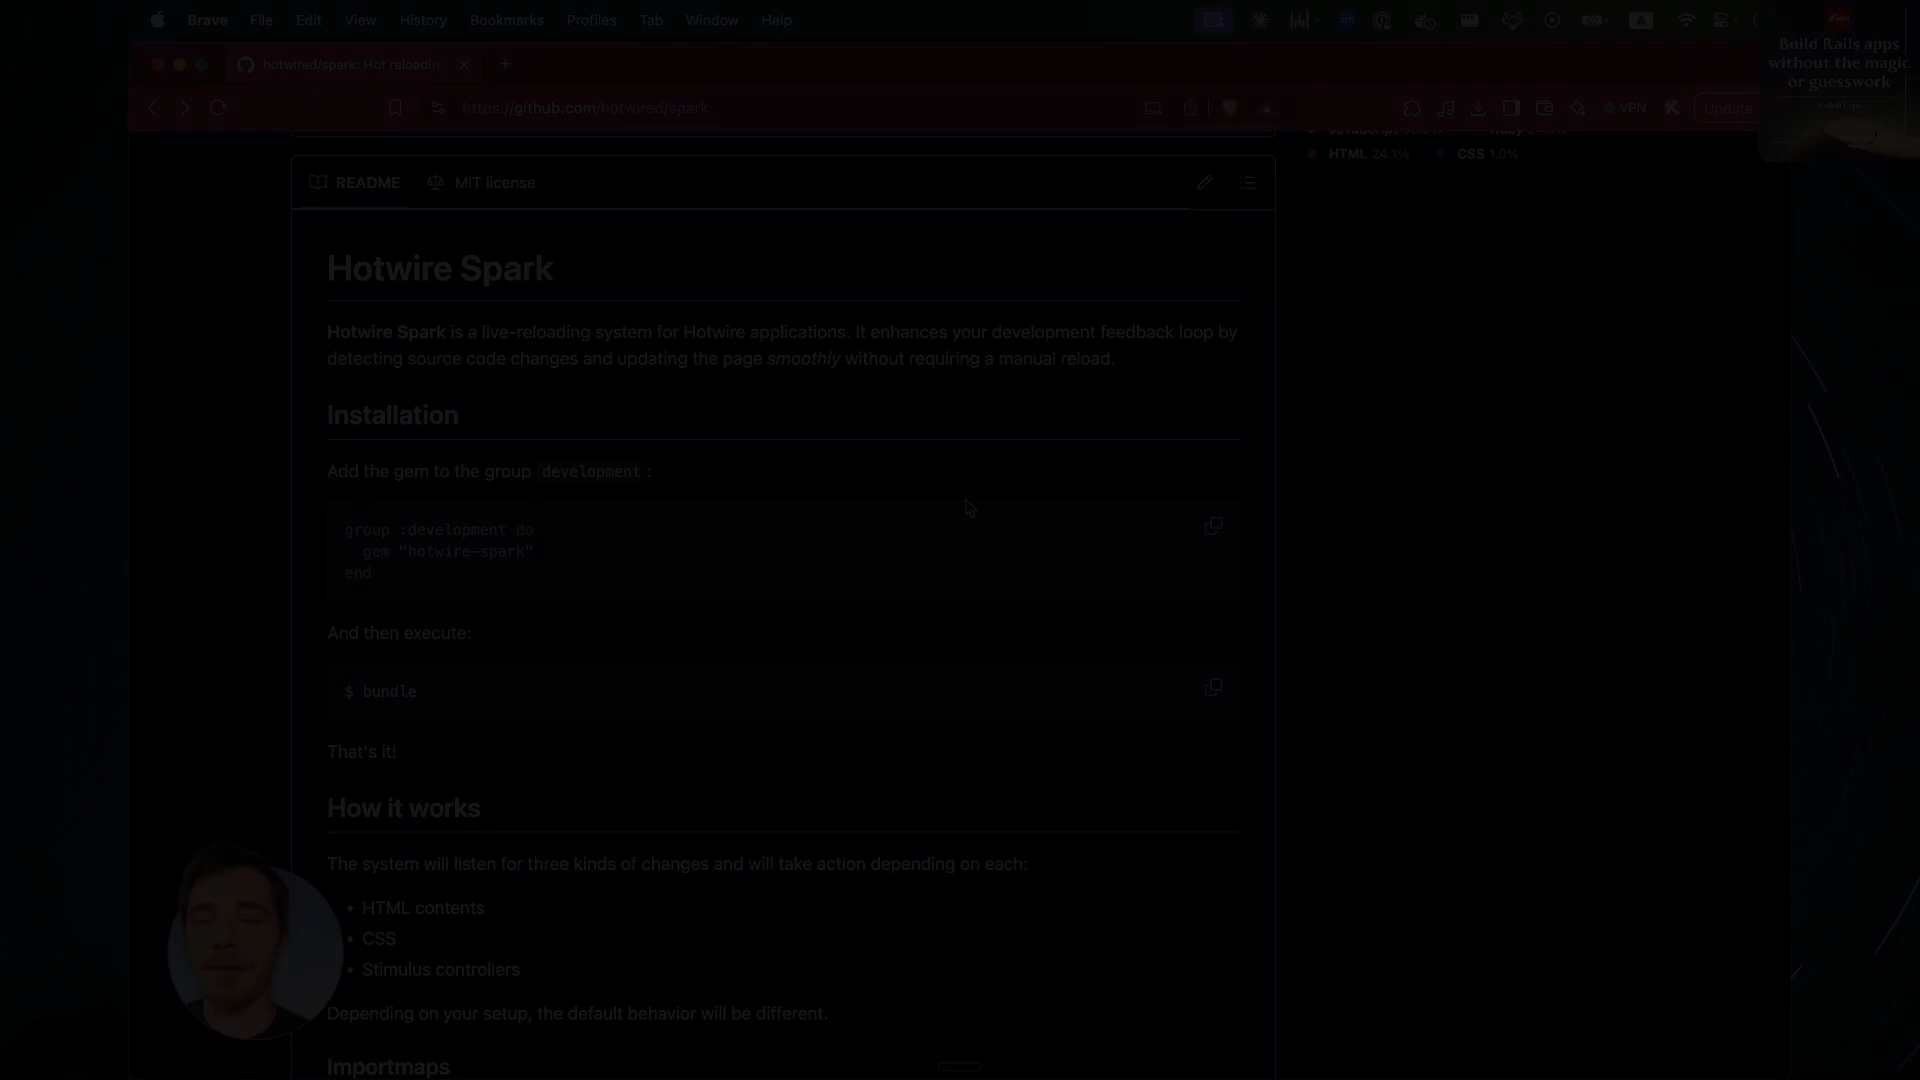 Brave File Edit View History Bookmarks Profiles Tab Window Help
hotwired/spark: Hot reloadin
https://github.com/hotwired/spark
VPN
Update
Build Rails apps
without the magic
or guesswork
HTML 24.1% CSS 1.0%
README MIT license
Hotwire Spark
Hotwire Spark is a live-reloading system for Hotwire applications. It enhances your development feedback loop by
detecting source code changes and updating the page smoothly without requiring a manual reload.
Installation
Add the gem to the group development:
group :development do
  gem "hotwire-spark"
end
And then execute:
$ bundle
That's it!
How it works
The system will listen for three kinds of changes and will take action depending on each:
• HTML contents
• CSS
• Stimulus controllers
Depending on your setup, the default behavior will be different.
Importmaps